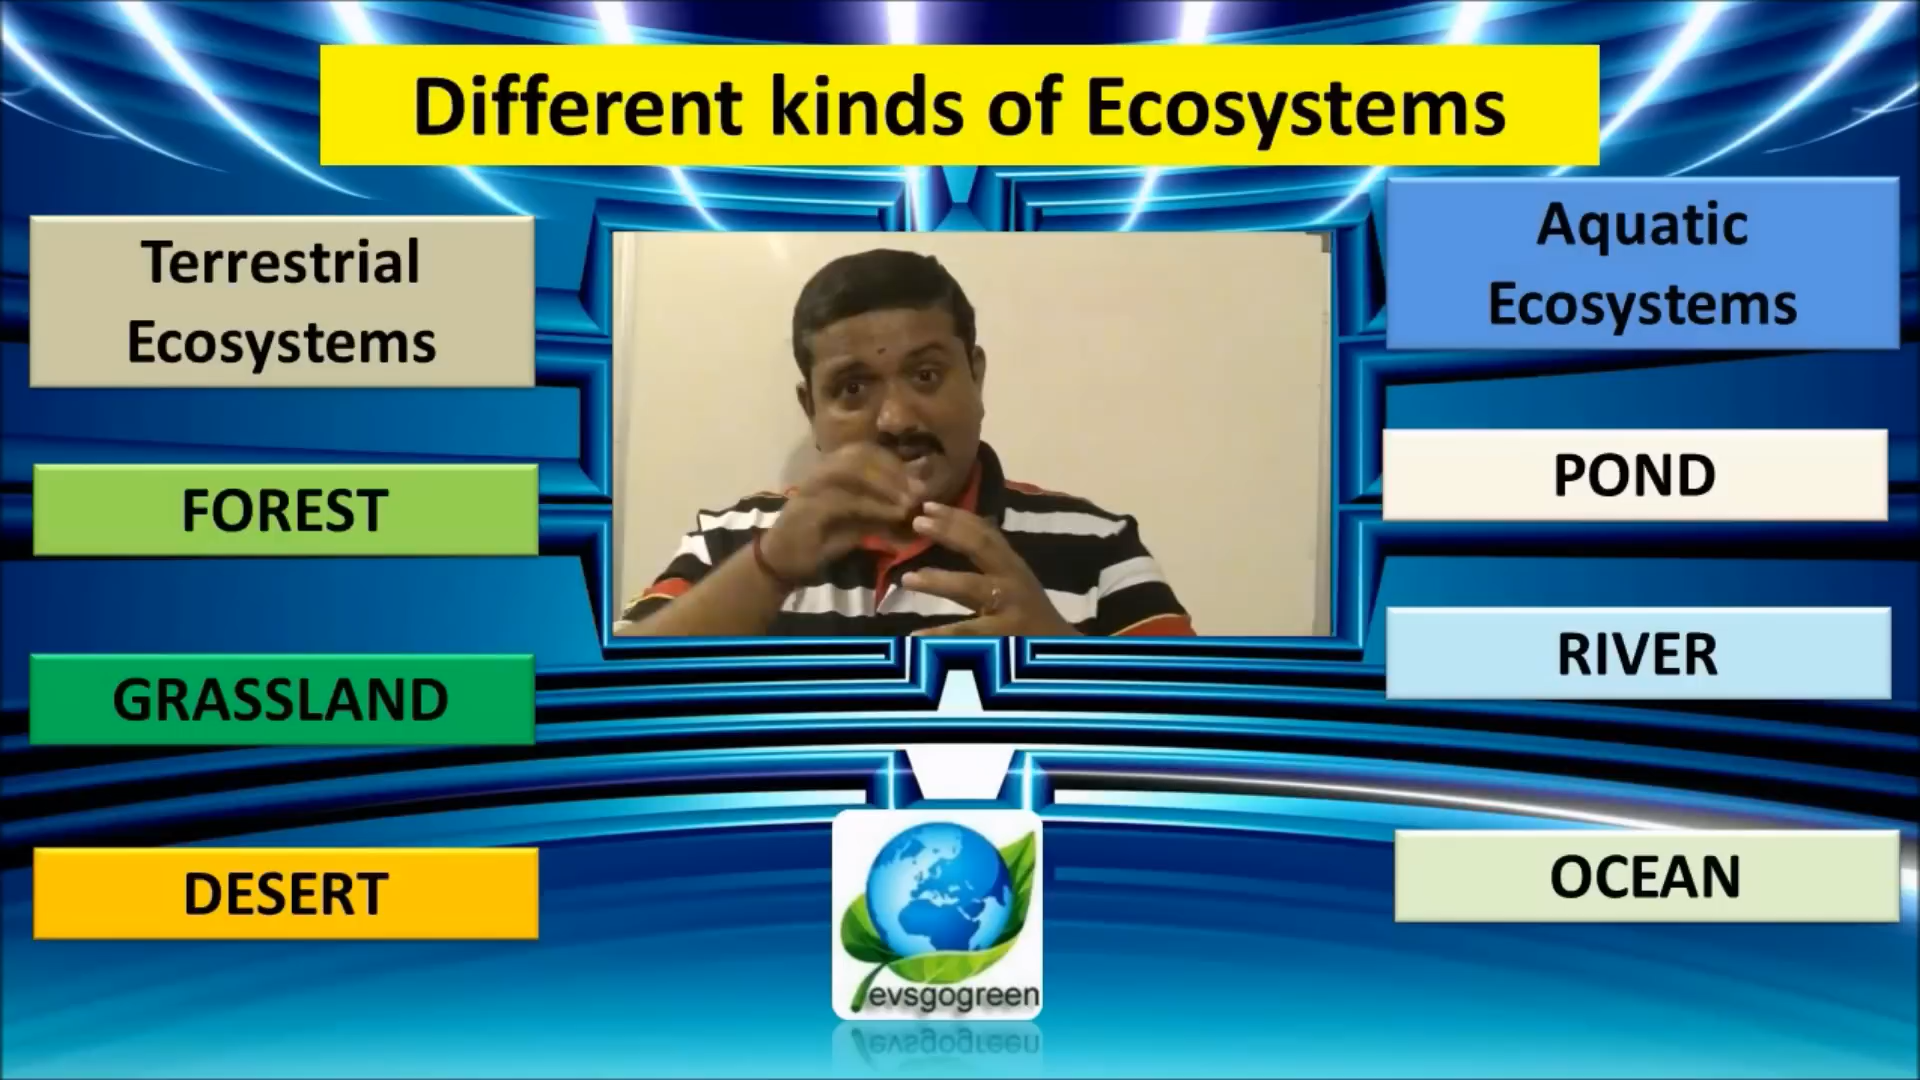 Different kinds of Ecosystems
Terrestrial
Ecosystems
FOREST
GRASSLAND
DESERT
Aquatic
Ecosystems
POND
RIVER
OCEAN
evsgogreen